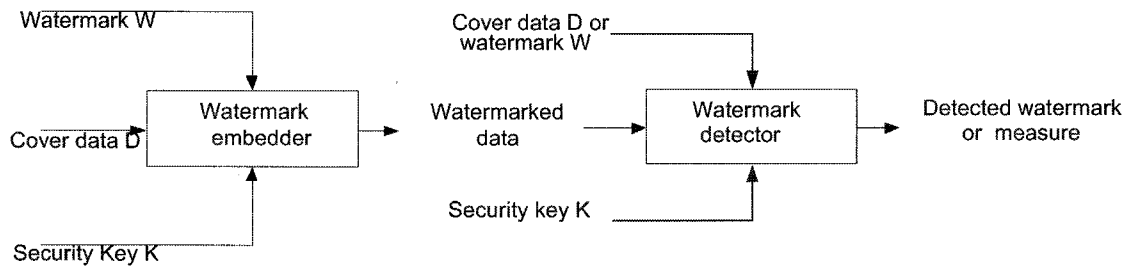 Watermark W
Cover data D
Security Key K
Watermark
embedder
Watermarked
data
Cover data D or
watermark W
Security key K
Watermark
detector
Detected watermark
or measure